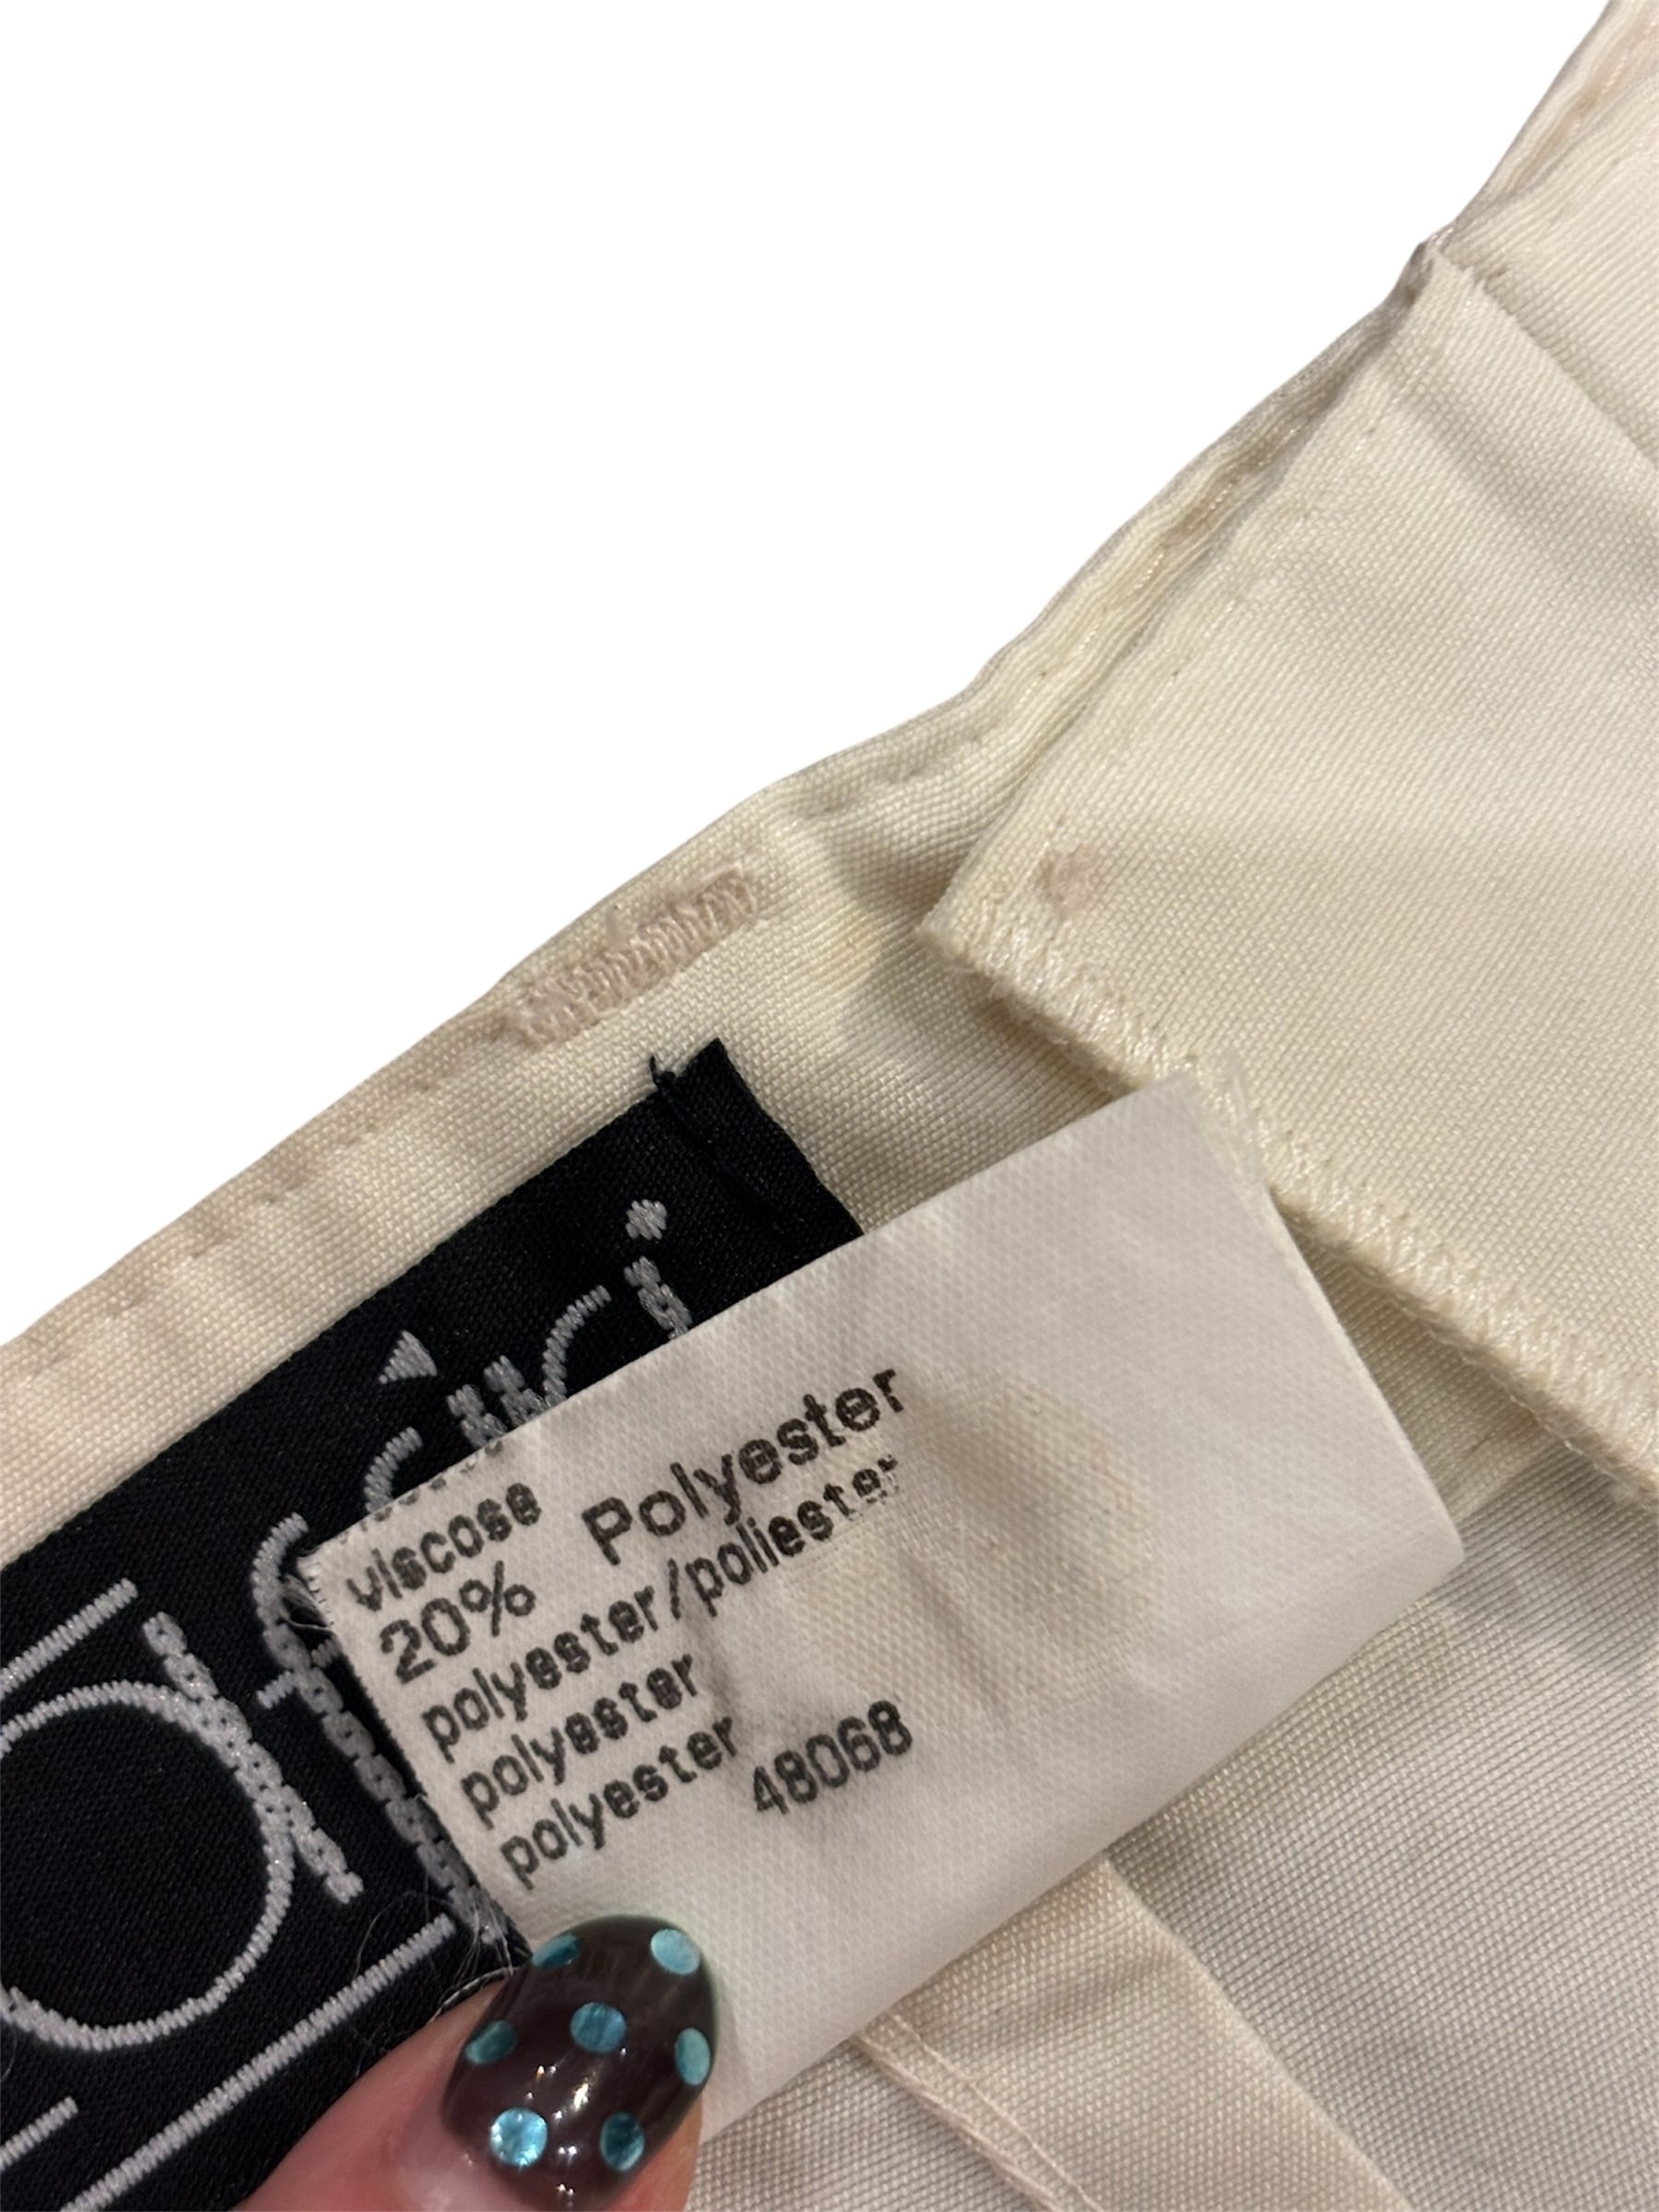 viscose
20% Polyester
polyester/poliester
polyester
polyester
48068